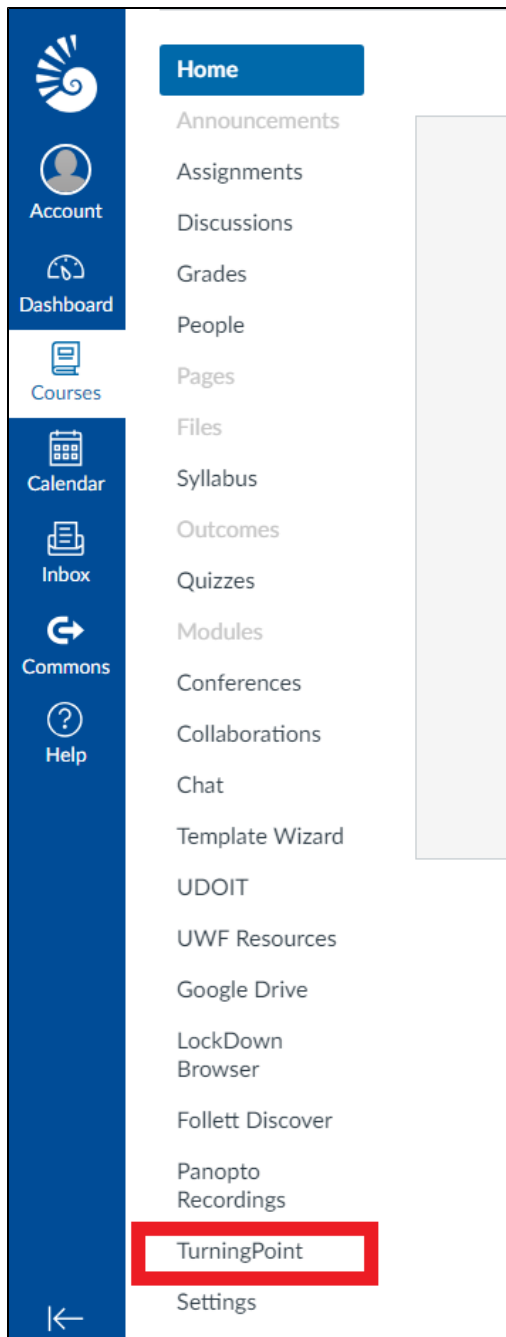 Account
Dashboard
Courses
Calendar
Inbox
Commons
Help
Home
Announcements
Assignments
Discussions
Grades
People
Pages
Files
Syllabus
Outcomes
Quizzes
Modules
Conferences
Collaborations
Chat
Template Wizard
UDOIT
UWF Resources
Google Drive
LockDown
Browser
Follett Discover
Panopto
Recordings
TurningPoint
Settings